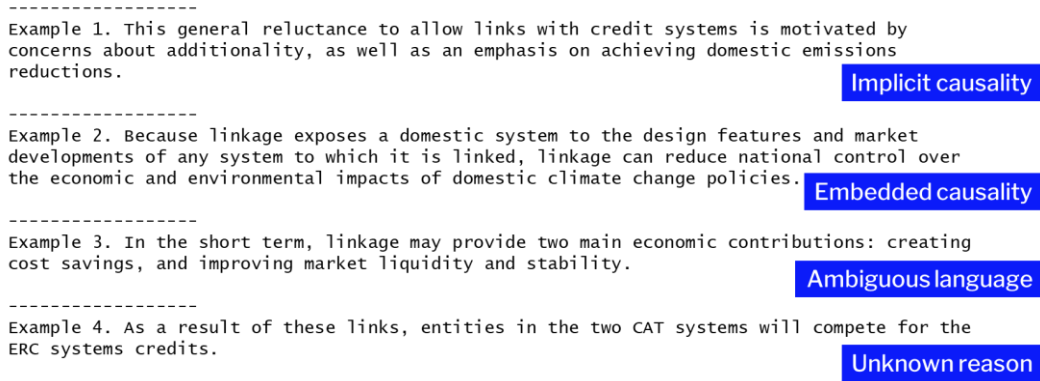 ------------------
Example 1. This general reluctance to allow links with credit systems is motivated by
concerns about additionality, as well as an emphasis on achieving domestic emissions
reductions.
Implicit causality
------------------
Example 2. Because linkage exposes a domestic system to the design features and market
developments of any system to which it is linked, linkage can reduce national control over
the economic and environmental impacts of domestic climate change policies.
Embedded causality
------------------
Example 3. In the short term, linkage may provide two main economic contributions: creating
cost savings, and improving market liquidity and stability.
Ambiguous language
------------------
Example 4. As a result of these links, entities in the two CAT systems will compete for the
ERC systems credits.
Unknown reason